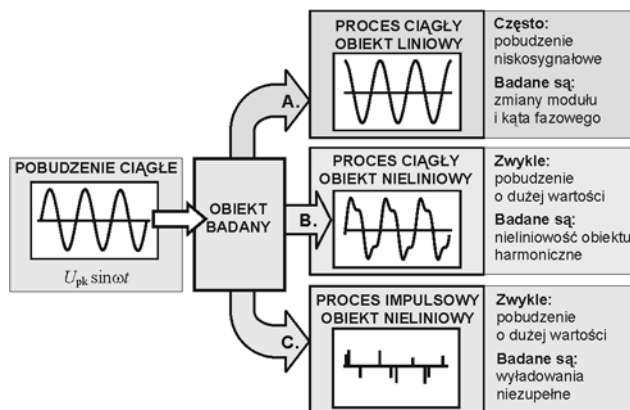 POBUDZENIE CIĄGŁE
U_pk sinωt
OBIEKT
BADANY
A.
PROCES CIĄGŁY
OBIEKT LINIOWY
Często:
pobudzenie
niskosygnałowe
Badane są:
zmiany modułu
i kąta fazowego
B.
PROCES CIĄGŁY
OBIEKT NIELINIOWY
Zwykle:
pobudzenie
o dużej wartości
Badane są:
nieliniowość obiektu
harmoniczne
C.
PROCES IMPULSOWY
OBIEKT NIELINIOWY
Zwykle:
pobudzenie
o dużej wartości
Badane są:
wyładowania
niezupełne